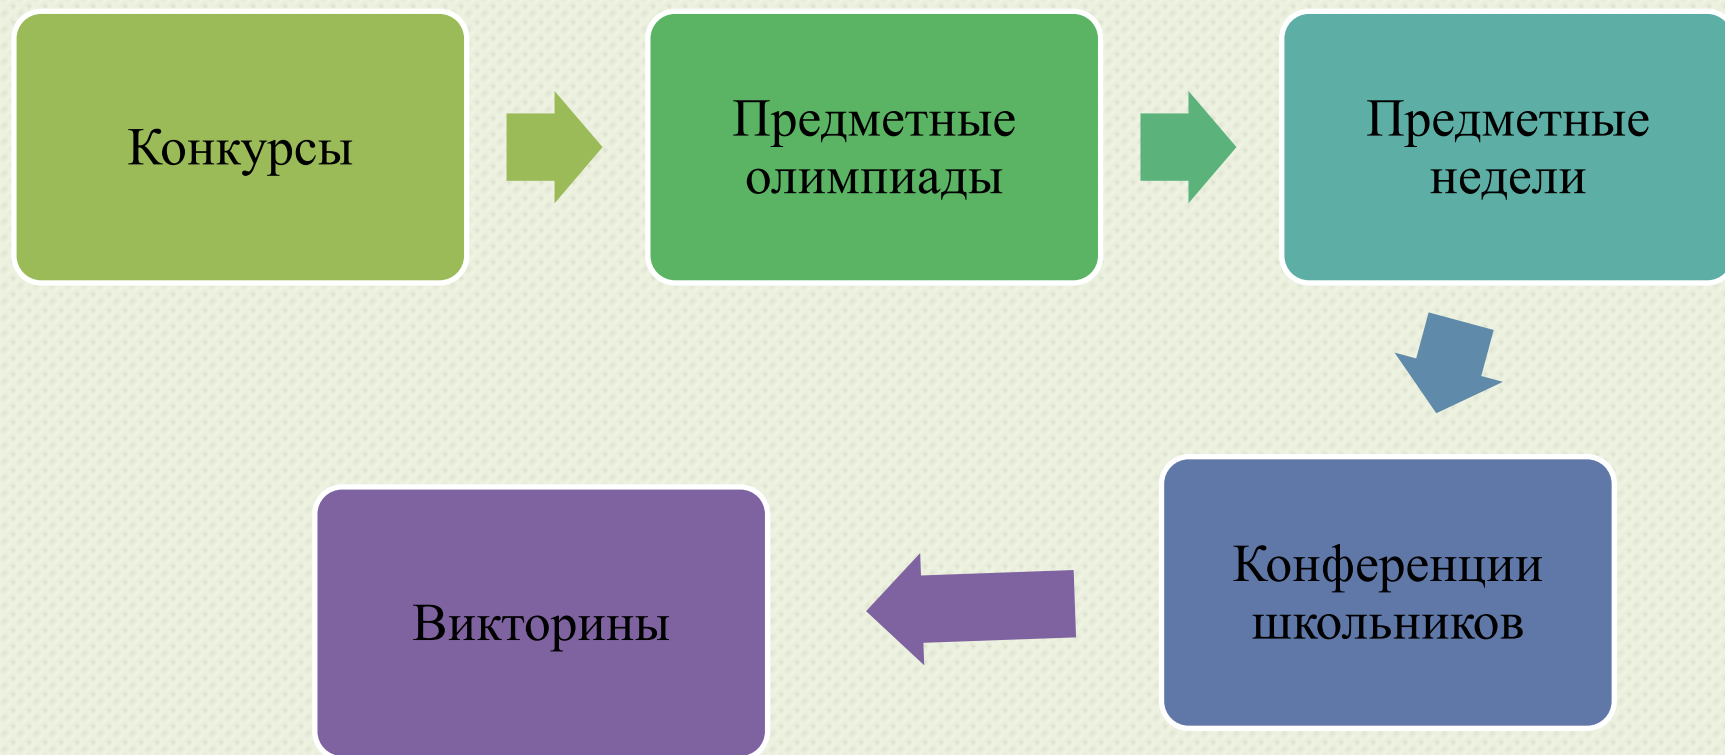 Конкурсы
Предметные
олимпиады
Предметные
недели
Конференции
школьников
Викторины